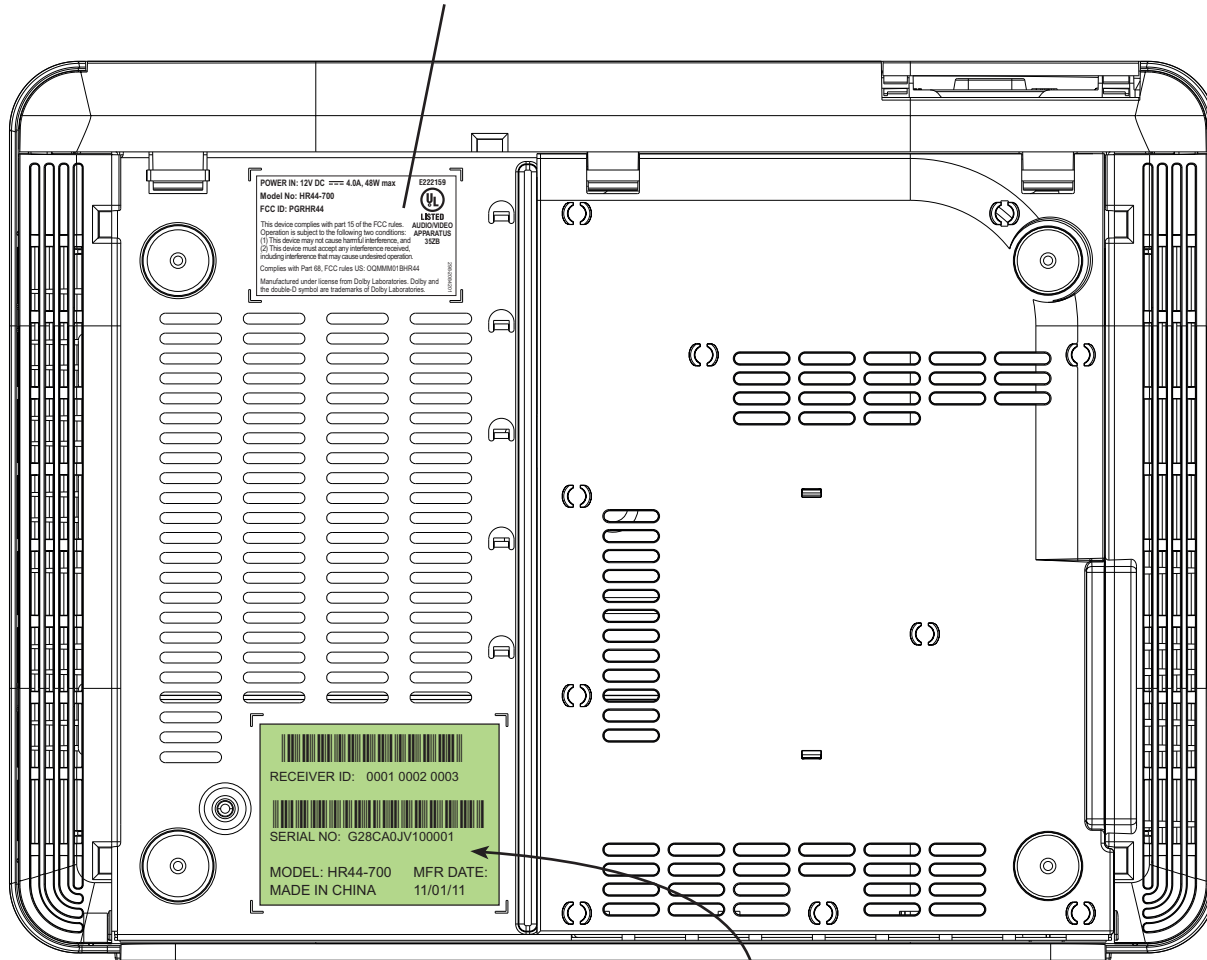 POWER IN: 12V DC 4.0A, 48W max
Model No: HR44-700
FCC ID: PGRHR44
E222159
UL
LISTED
AUDIO/VIDEO
APPARATUS
35ZB
This device complies with part 15 of the FCC rules.
Operation is subject to the following two conditions:
(1) This device may not cause harmful interference, and
(2) This device must accept any interference received,
including interference that may cause undesired operation.
Complies with Part 68, FCC rules US: OQMMM01BHR44
Manufactured under license from Dolby Laboratories. Dolby and
the double-D symbol are trademarks of Dolby Laboratories.
RECEIVER ID: 0001 0002 0003
SERIAL NO: G28CA0JV100001
MODEL: HR44-700 MFR DATE:
MADE IN CHINA 11/01/11